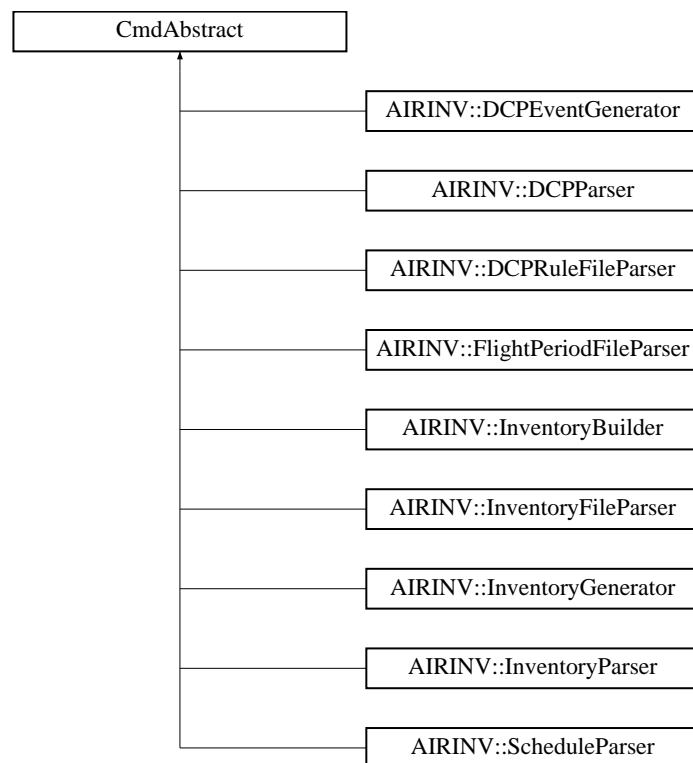 CmdAbstract
AIRINV::DCPEventGenerator
AIRINV::DCPParser
AIRINV::DCPRuleFileParser
AIRINV::FlightPeriodFileParser
AIRINV::InventoryBuilder
AIRINV::InventoryFileParser
AIRINV::InventoryGenerator
AIRINV::InventoryParser
AIRINV::ScheduleParser